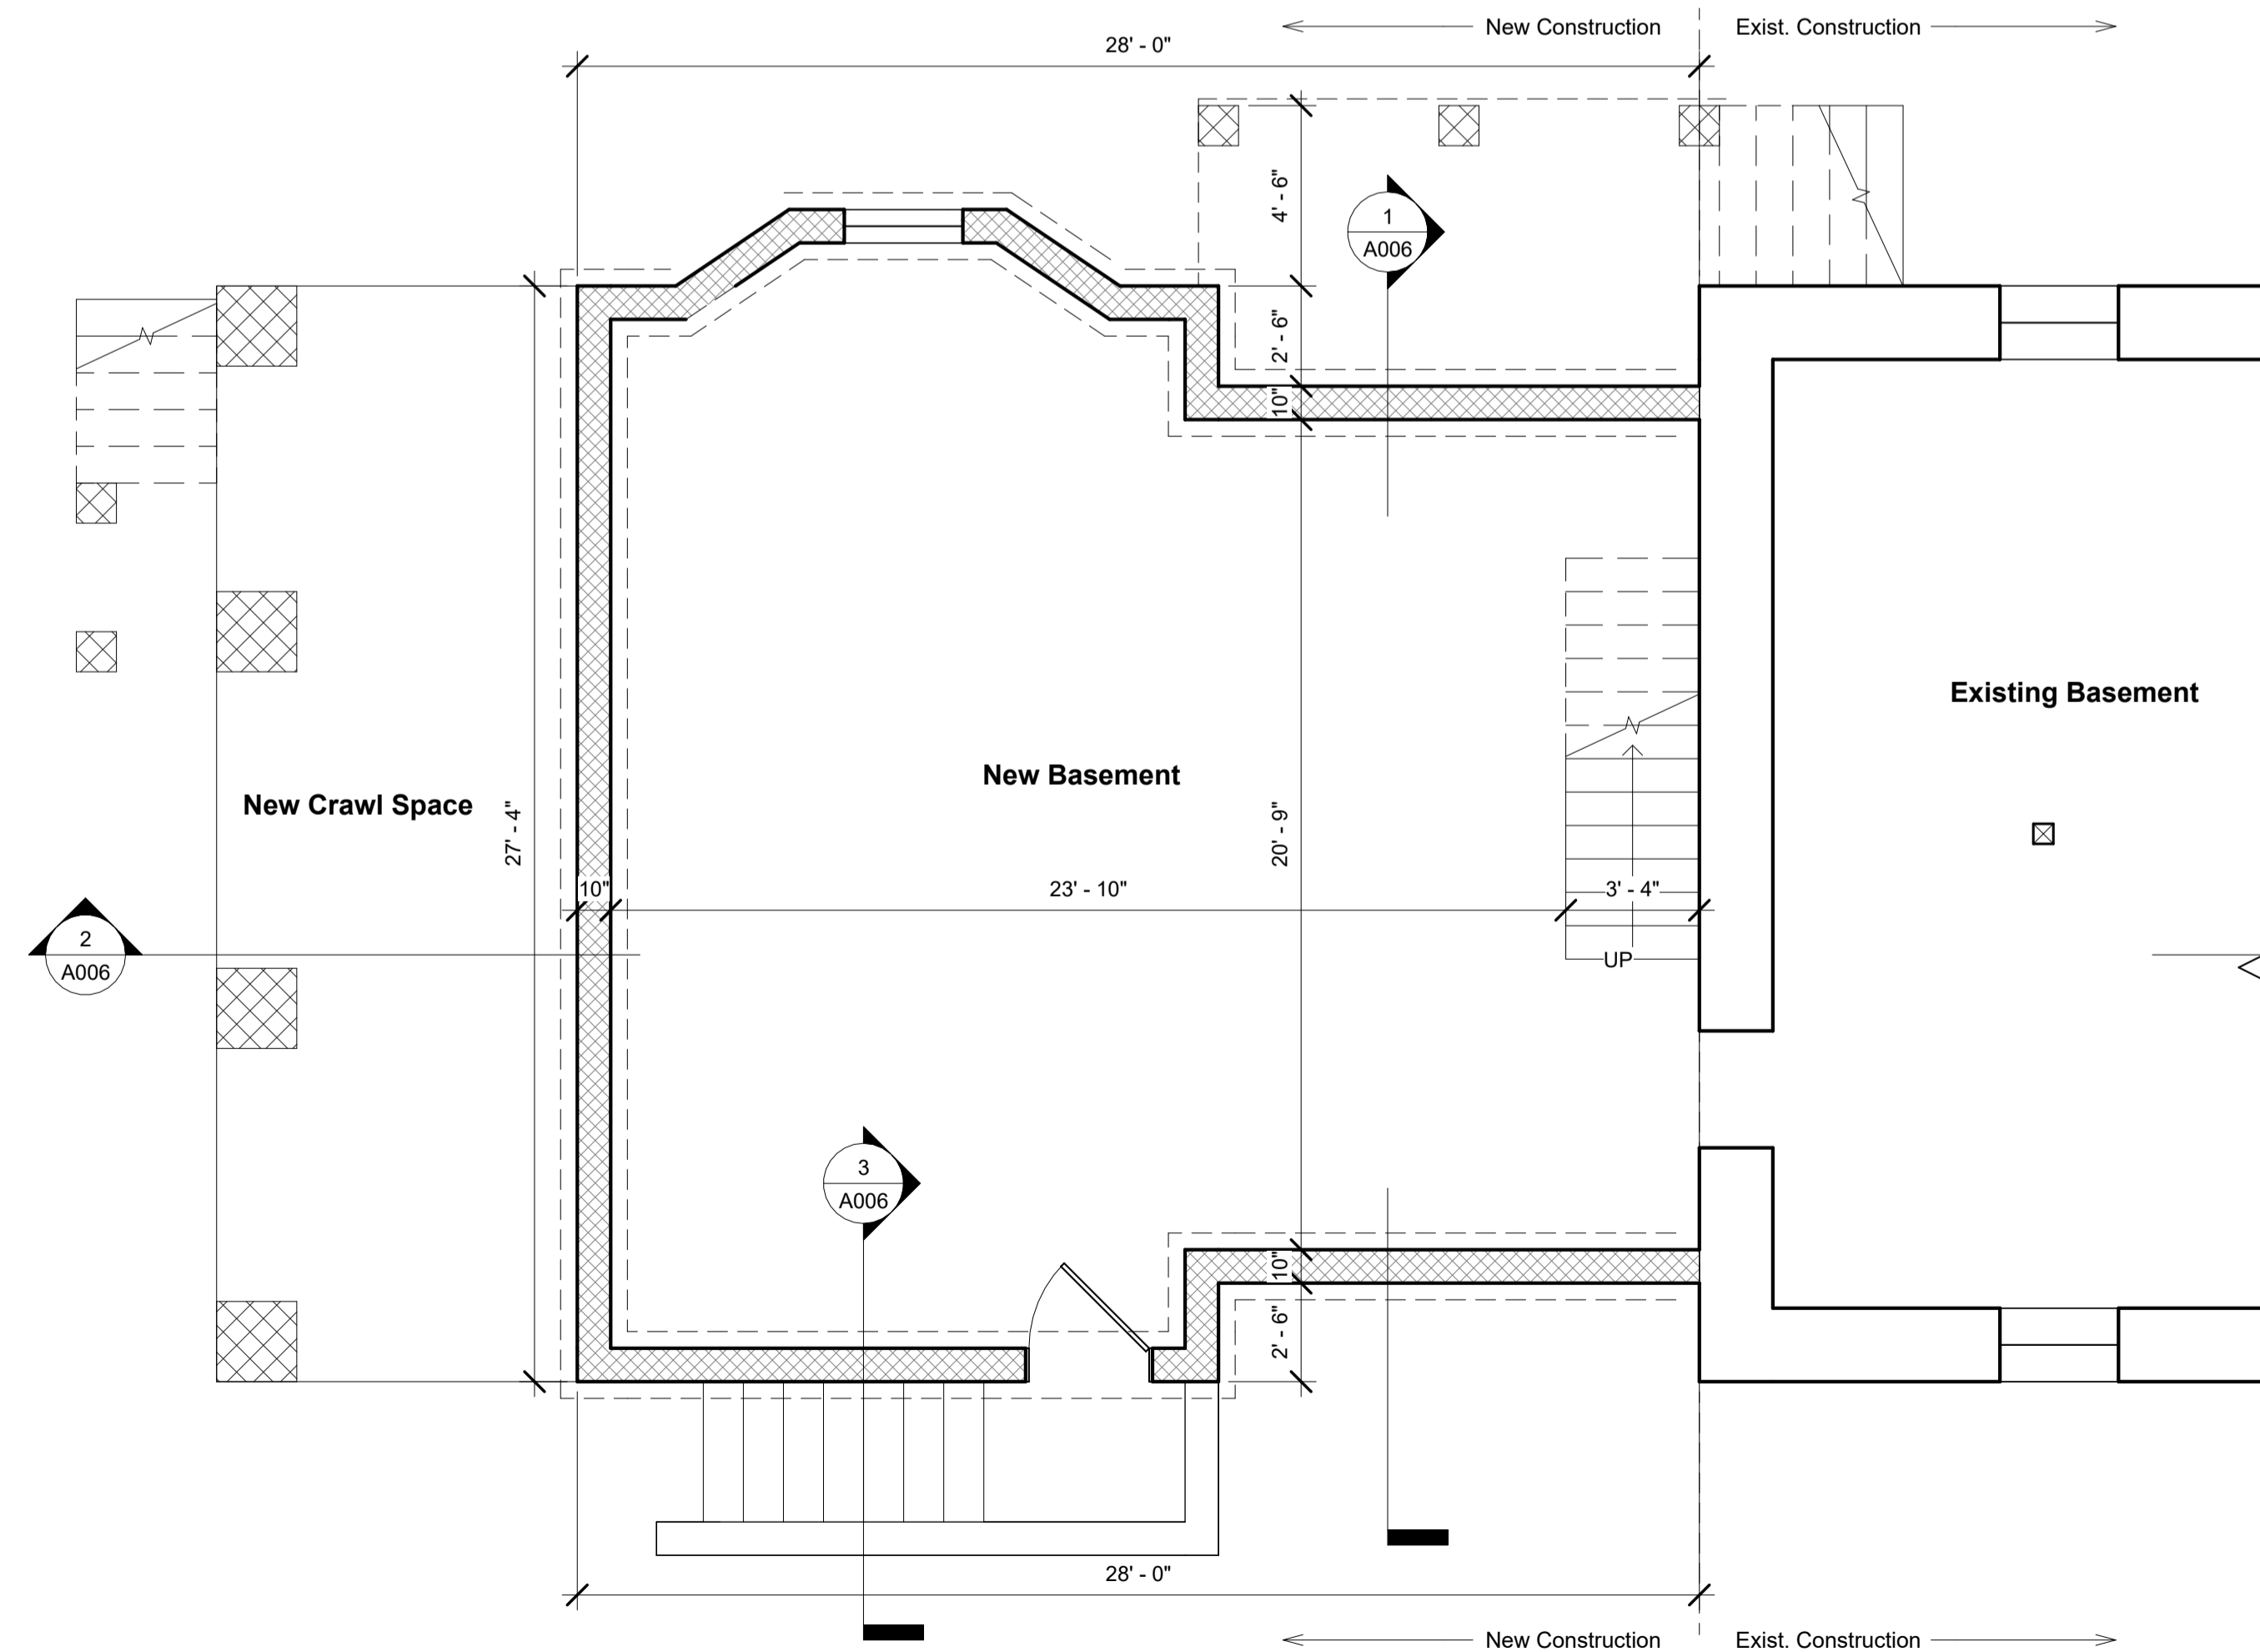 New Construction
Exist. Construction
28' - 0"
4' - 6"
1
A006
2' - 6"
10"
Existing Basement
New Basement
New Crawl Space
27' - 4"
20' - 9"
10"
23' - 10"
3' - 4"
2
A006
UP
3
A006
10"
2' - 6"
28' - 0"
New Construction
Exist. Construction